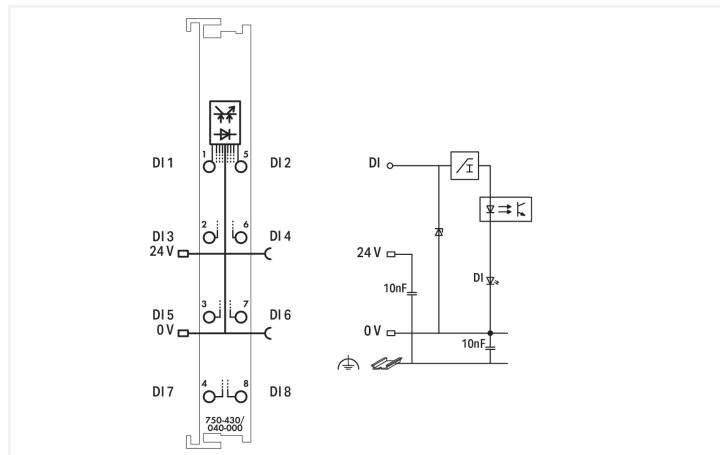 1 5
DI 1 DI 2
DI
2 6
DI 3 DI 4
24 V
24 V
10nF
DI
3 7
DI 5 DI 6
0 V
0 V
10nF
4 8
DI 7 DI 8
750-430/
040-000